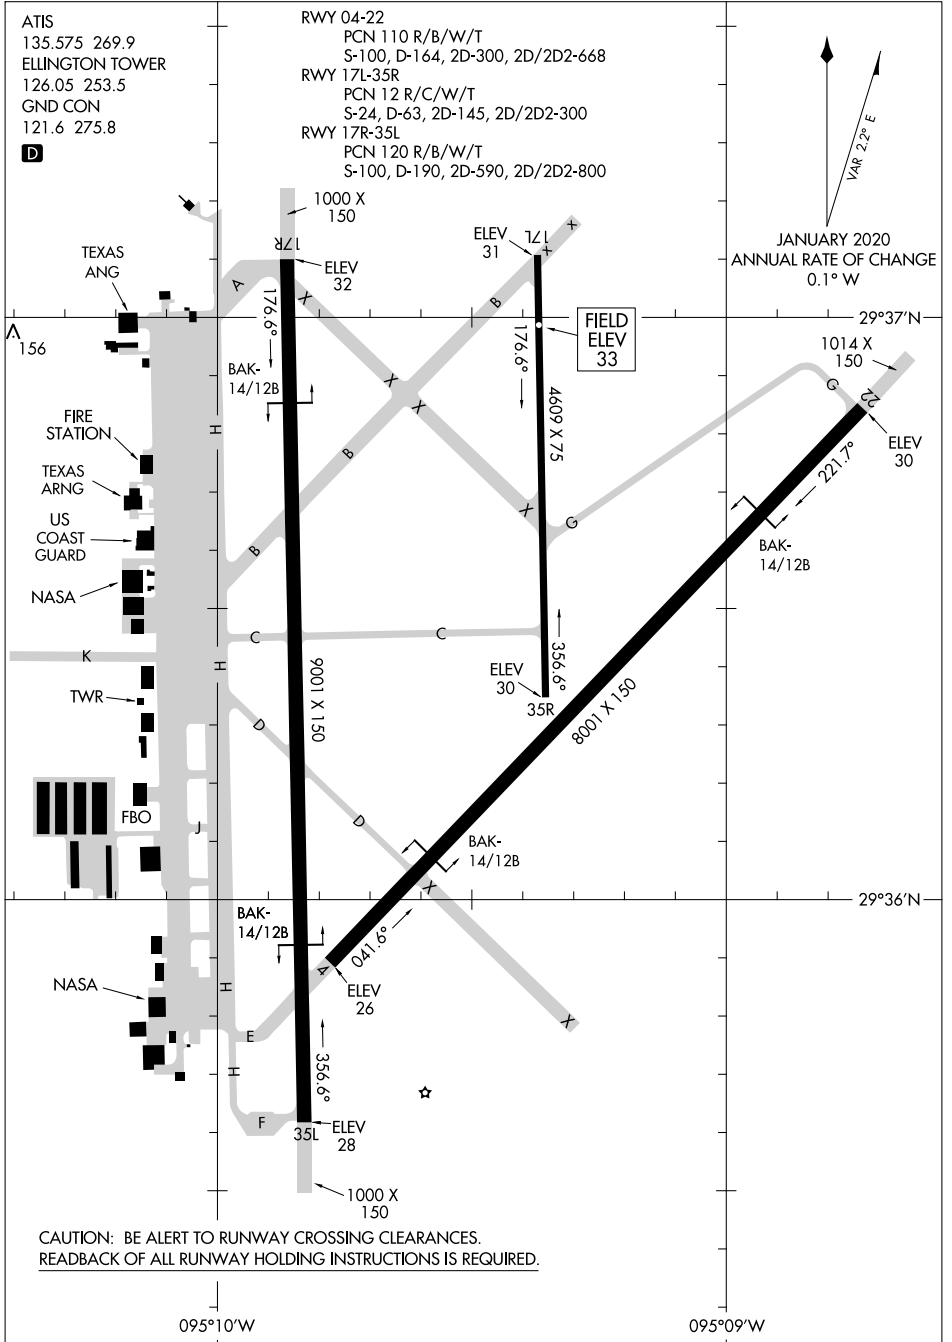 ATIS
135.575 269.9
ELLINGTON TOWER
126.05 253.5
GND CON
121.6 275.8
D
RWY 04-22
PCN 110 R/B/W/T
S-100, D-164, 2D-300, 2D/2D2-668
RWY 17L-35R
PCN 12 R/C/W/T
S-24, D-63, 2D-145, 2D/2D2-300
RWY 17R-35L
PCN 120 R/B/W/T
S-100, D-190, 2D-590, 2D/2D2-800
VAR 2.2° E
JANUARY 2020
ANNUAL RATE OF CHANGE
0.1° W
1000 X
150
17R
ELEV
32
ELEV
31
17L
X
X
TEXAS
ANG
A
X
B
176.6°
176.6°
FIELD
ELEV
33
29°37'N
156
1014 X
150
BAK-
14/12B
X
X
G
22
ELEV
30
4609 X 75
FIRE
STATION
H
B
221.7°
TEXAS
ARNG
X
G
US
COAST
GUARD
B
BAK-
14/12B
NASA
C
C
K
H
9001 X 150
356.6°
ELEV
30
35R
TWR
D
8001 X 150
FBO
J
D
BAK-
14/12B
X
29°36'N
BAK-
14/12B
041.6°
4
ELEV
26
NASA
H
E
X
H
356.6°
F
35L
ELEV
28
1000 X
150
CAUTION: BE ALERT TO RUNWAY CROSSING CLEARANCES.
READBACK OF ALL RUNWAY HOLDING INSTRUCTIONS IS REQUIRED.
095°10'W
095°09'W